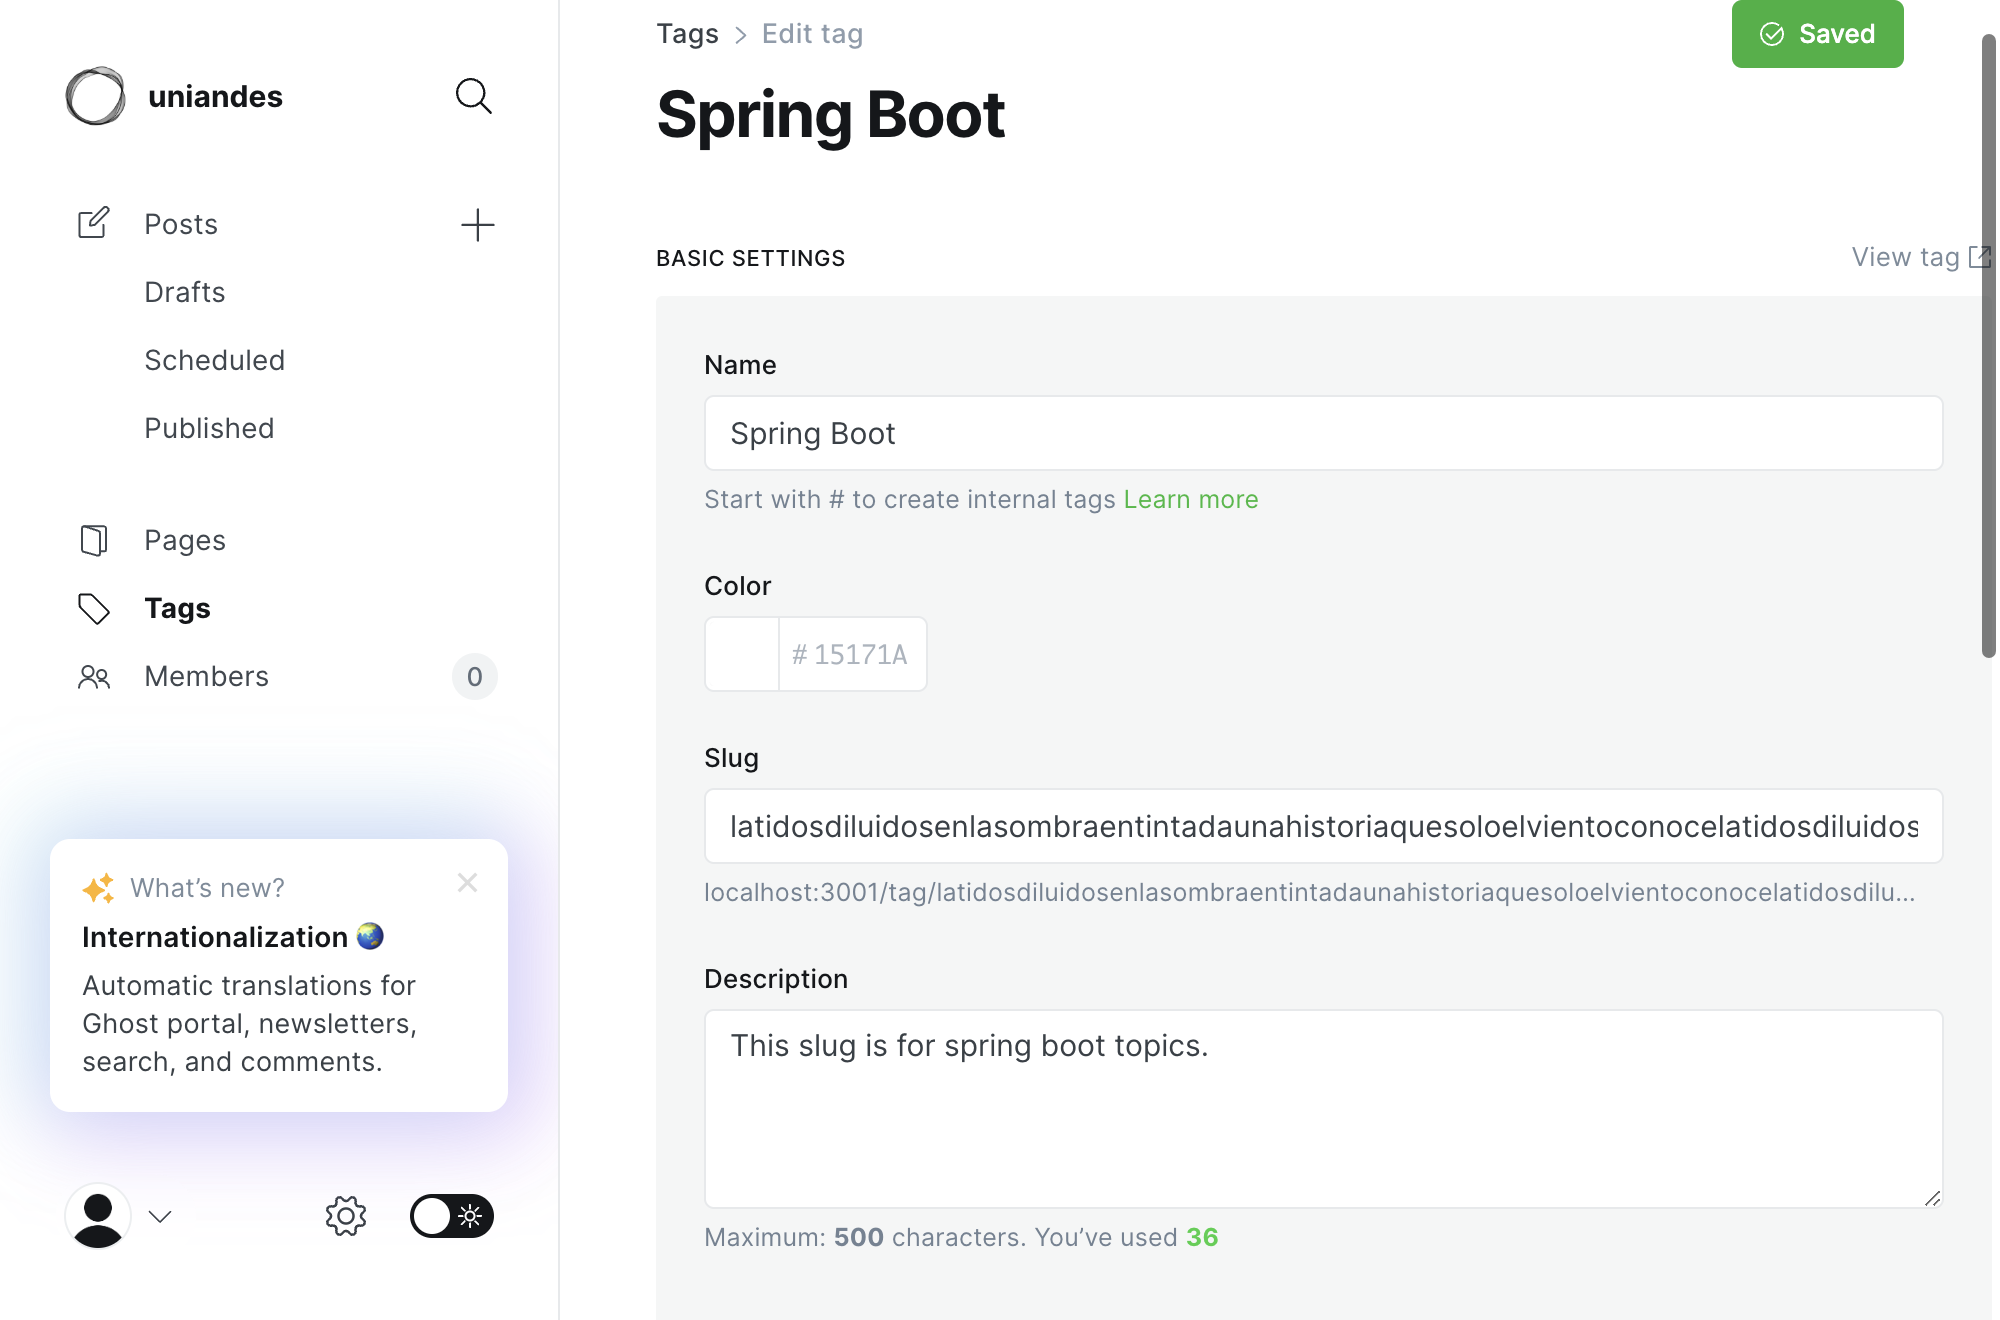 uniandes
Posts
Drafts
Scheduled
Published
Pages
Tags
Members
0
What’s new?
Internationalization 🌏
Automatic translations for
Ghost portal, newsletters,
search, and comments.
Tags > Edit tag
Saved
Spring Boot
BASIC SETTINGS
View tag
Name
Spring Boot
Start with # to create internal tags Learn more
Color
# 15171A
Slug
latidosdiluidosenlasombraentintadaunahistoriaquesoloelvientoconocelatidosdiluidos
localhost:3001/tag/latidosdiluidosenlasombraentintadaunahistoriaquesoloelvientoconocelatidosdilu...
Description
This slug is for spring boot topics.
Maximum: 500 characters. You’ve used 36